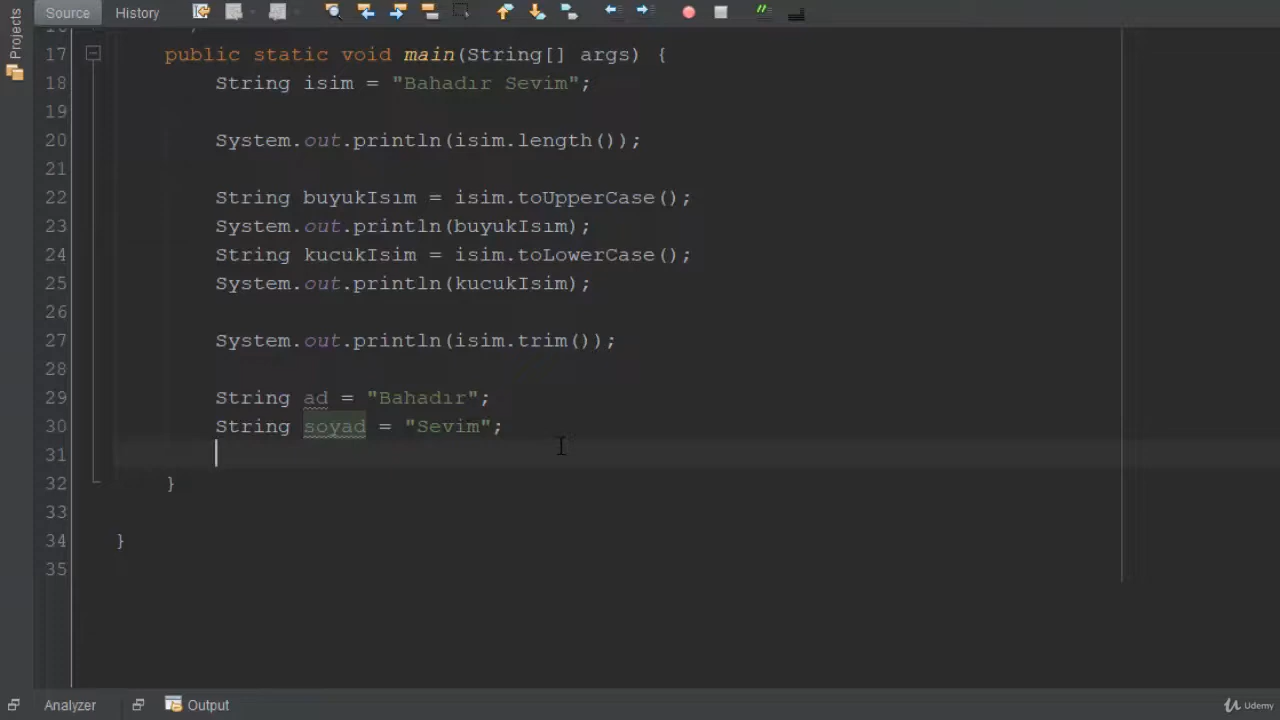 Projects
Source History
17 public static void main(String[] args) {
18 String isim = "Bahadır Sevim";
19
20 System.out.println(isim.length());
21
22 String buyukIsım = isim.toUpperCase();
23 System.out.println(buyukIsım);
24 String kucukIsim = isim.toLowerCase();
25 System.out.println(kucukIsim);
26
27 System.out.println(isim.trim());
28
29 String ad = "Bahadır";
30 String soyad = "Sevim";
31
32 }
33
34 }
35
Analyzer Output
Udemy